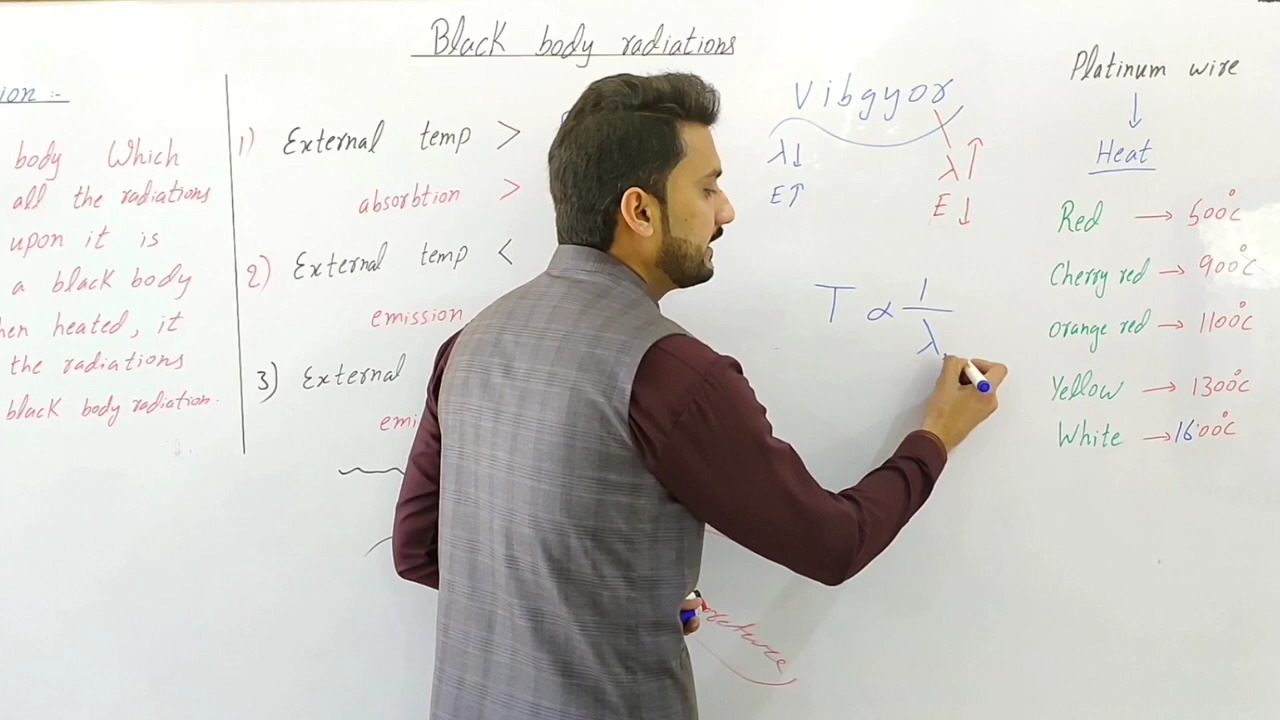 Black body radiations
ion :-
body Which
all the radiations
upon it is
a black body
hen heated, it
the radiations
black body radiation.
1) External temp >
absorbtion >
2) External temp <
emission
3) External
emi
Vibgyor
λ↓
E↑
λ↑
E↓
T ∝ 1
λ
Platinum wire
↓
Heat
Red → 500°C
Cherry red → 900°C
Orange red → 1100°C
Yellow → 1300°C
White → 1600°C